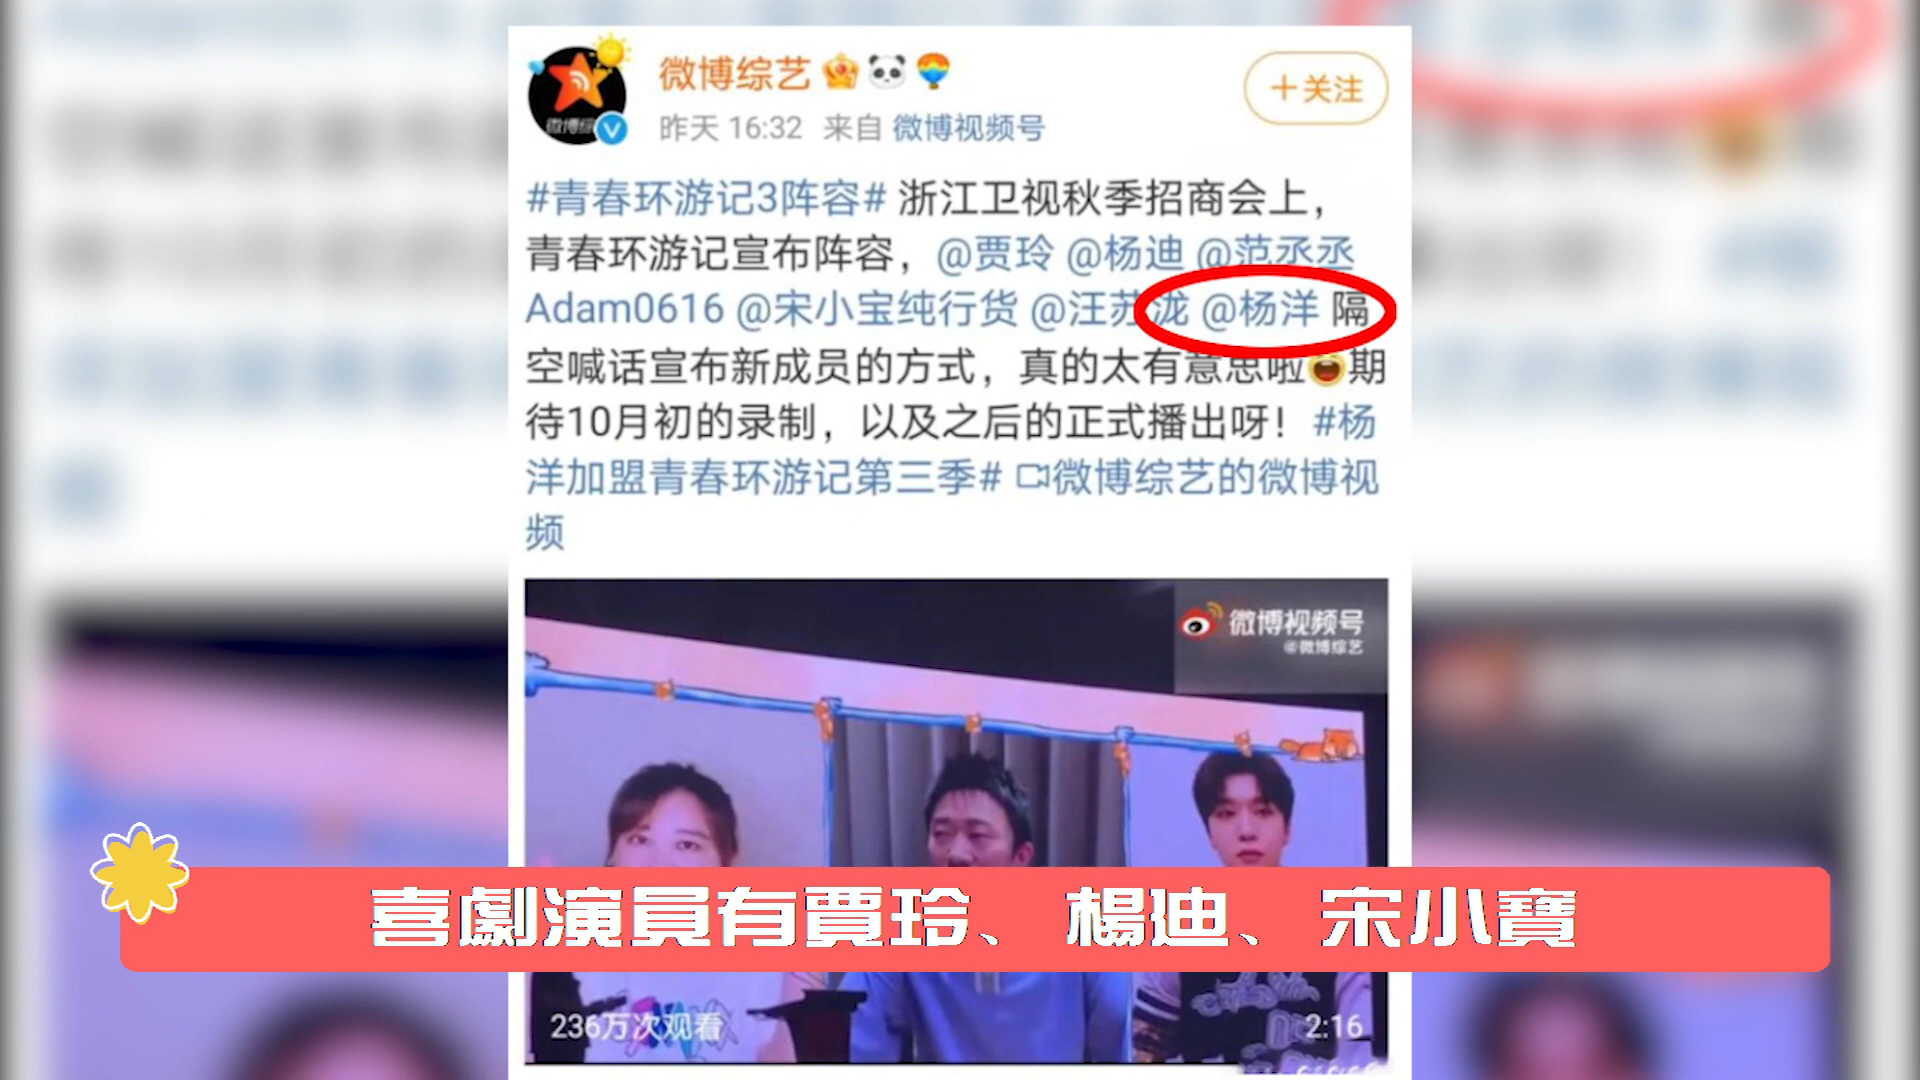 微博综艺
+关注
昨天 16:32 来自 微博视频号
#青春环游记3阵容# 浙江卫视秋季招商会上，
青春环游记宣布阵容，@贾玲 @杨迪 @范丞丞
Adam0616 @宋小宝纯行货 @汪苏泷 @杨洋 隔
空喊话宣布新成员的方式，真的太有意思啦期
待10月初的录制，以及之后的正式播出呀！#杨
洋加盟青春环游记第三季# 微博综艺的微博视
频
微博视频号
@微博综艺
喜劇演員有賈玲、楊迪、宋小寶
236万次观看
2:16